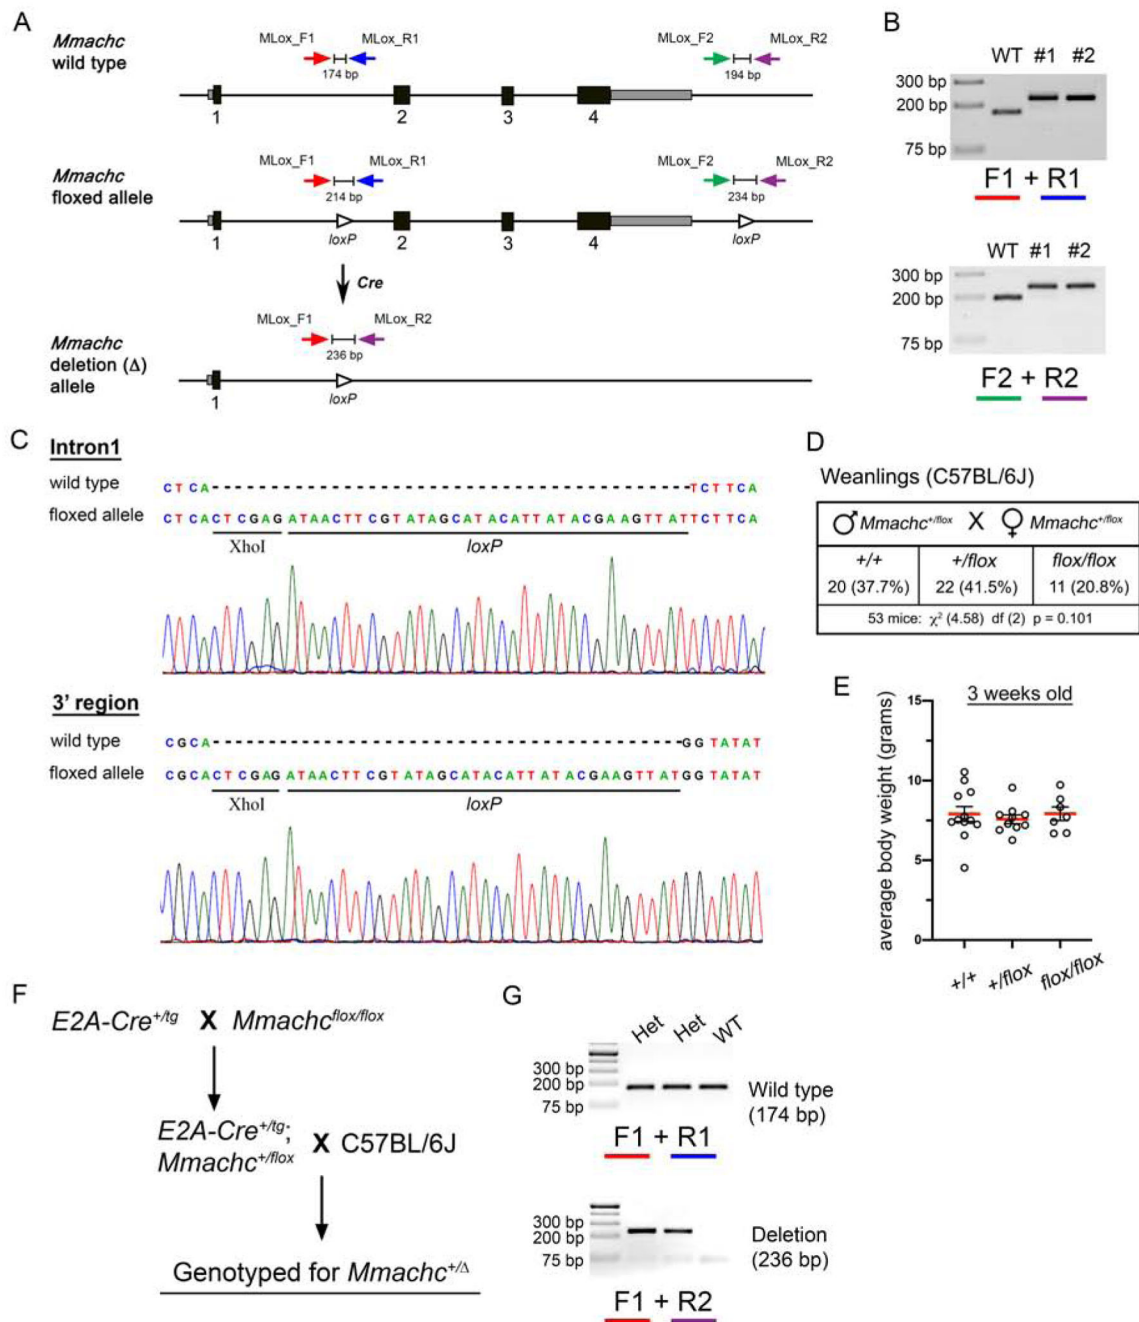 A
Mmachc
wild type
MLox_F1
MLox_R1
174 bp
MLox_F2
MLox_R2
194 bp
1
2
3
4
Mmachc
floxed allele
MLox_F1
MLox_R1
214 bp
MLox_F2
MLox_R2
234 bp
1
loxP
2
3
4
loxP
Cre
MLox_F1
MLox_R2
236 bp
Mmachc
deletion (Δ)
allele
1
loxP
B
WT #1 #2
300 bp
200 bp
75 bp
F1 + R1
WT #1 #2
300 bp
200 bp
75 bp
F2 + R2
C
Intron1
wild type
CTCA----------------------------------------TCTTCA
floxed allele
CTCACTCGAGATAACTTCGTATAGCATACATTATACGAAGTTATTCTTCA
XhoI
loxP
3' region
wild type
CGCA----------------------------------------GGTATAT
floxed allele
CGCACTCGAGATAACTTCGTATAGCATACATTATACGAAGTTATGGTATAT
XhoI
loxP
D
Weanlings (C57BL/6J)
♂ Mmachc+/flox X ♀ Mmachc+/flox
+/+ +/flox flox/flox
20 (37.7%) 22 (41.5%) 11 (20.8%)
53 mice: χ² (4.58) df (2) p = 0.101
E
3 weeks old
average body weight (grams)
15
10
5
0
+/+
+/flox
flox/flox
F
E2A-Cre+/tg X Mmachcflox/flox
E2A-Cre+/tg;
Mmachc+/flox X C57BL/6J
Genotyped for Mmachc+/Δ
G
Het Het WT
300 bp
200 bp
75 bp
Wild type
(174 bp)
F1 + R1
300 bp
200 bp
75 bp
Deletion
(236 bp)
F1 + R2